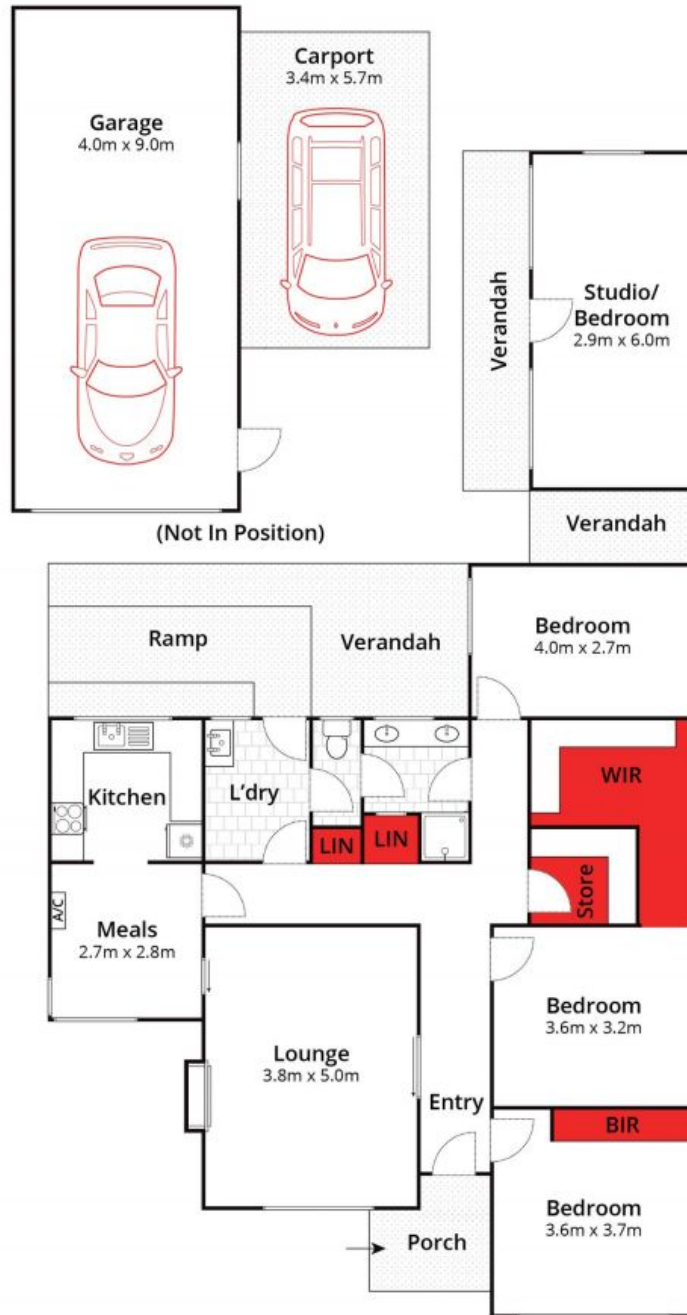 Carport
3.4m x 5.7m
Garage
4.0m x 9.0m
Verandah
Studio/
Bedroom
2.9m x 6.0m
(Not In Position)
Verandah
Ramp
Verandah
Bedroom
4.0m x 2.7m
Kitchen
L'dry
WIR
LIN
LIN
Store
A/C
Meals
2.7m x 2.8m
Bedroom
3.6m x 3.2m
Lounge
3.8m x 5.0m
Entry
BIR
Bedroom
3.6m x 3.7m
Porch